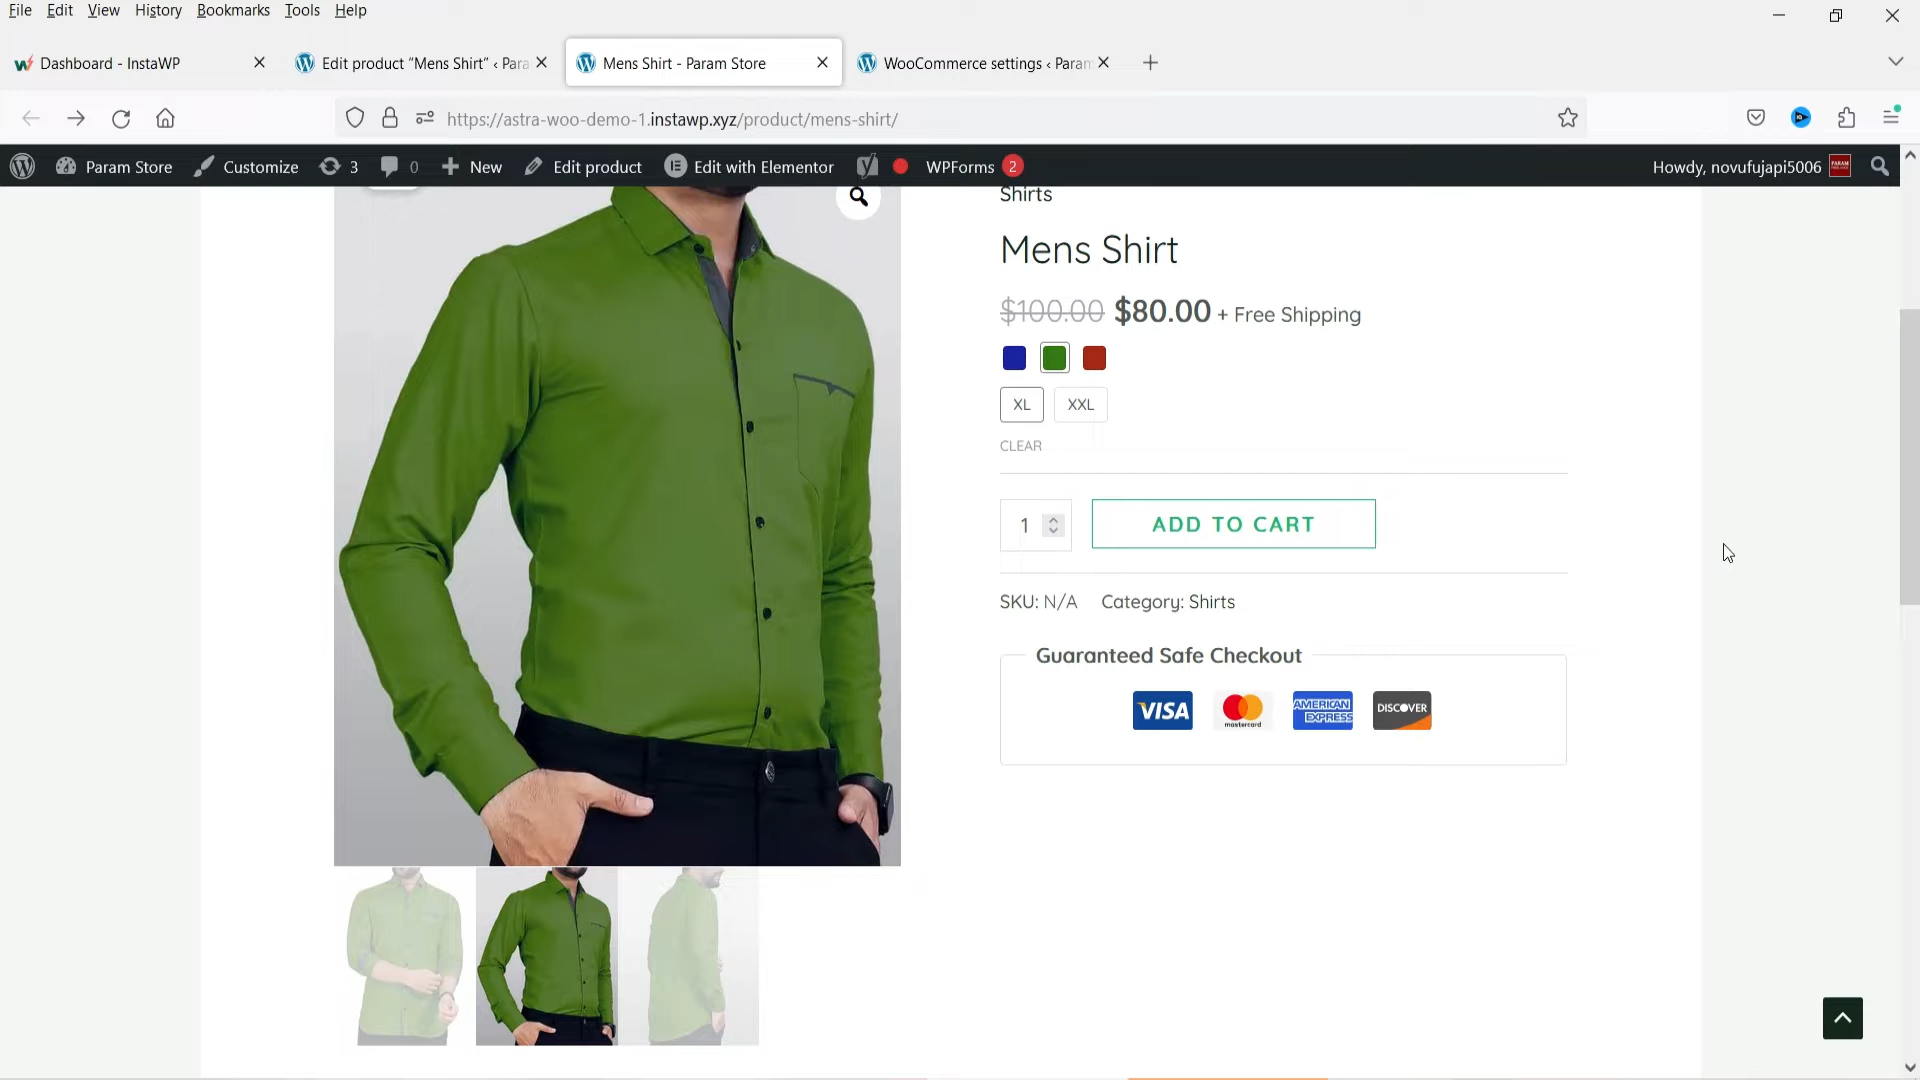 File Edit View History Bookmarks Tools Help
Dashboard - InstaWP
Edit product “Mens Shirt” ‹ Para
Mens Shirt - Param Store
WooCommerce settings ‹ Param
https://astra-woo-demo-1.instawp.xyz/product/mens-shirt/
Param Store Customize 3 0 New Edit product Edit with Elementor WPForms 2 Howdy, novufujapi5006
Shirts
Mens Shirt
$100.00 $80.00 + Free Shipping
XL XXL
CLEAR
1 ADD TO CART
SKU: N/A Category: Shirts
Guaranteed Safe Checkout
VISA mastercard AMERICAN EXPRESS DISCOVER